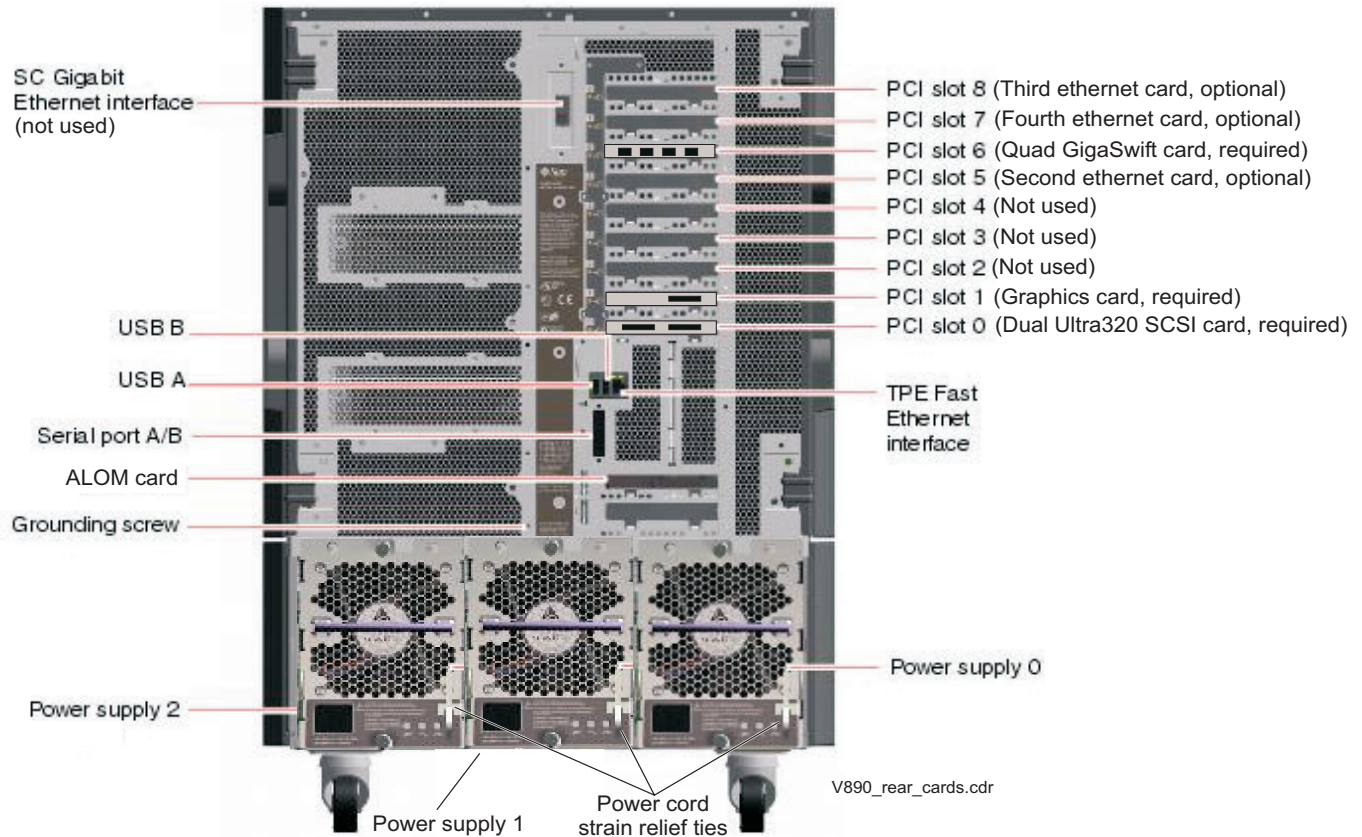 SC Gigabit
Ethernet interface
(not used)
USB B
USB A
Serial port A/B
ALOM card
Grounding screw
Power supply 2
Power supply 1
Power cord
strain relief ties
PCI slot 8 (Third ethernet card, optional)
PCI slot 7 (Fourth ethernet card, optional)
PCI slot 6 (Quad GigaSwift card, required)
PCI slot 5 (Second ethernet card, optional)
PCI slot 4 (Not used)
PCI slot 3 (Not used)
PCI slot 2 (Not used)
PCI slot 1 (Graphics card, required)
PCI slot 0 (Dual Ultra320 SCSI card, required)
TPE Fast
Ethernet
interface
Power supply 0
V890_rear_cards.cdr
Sun
CE